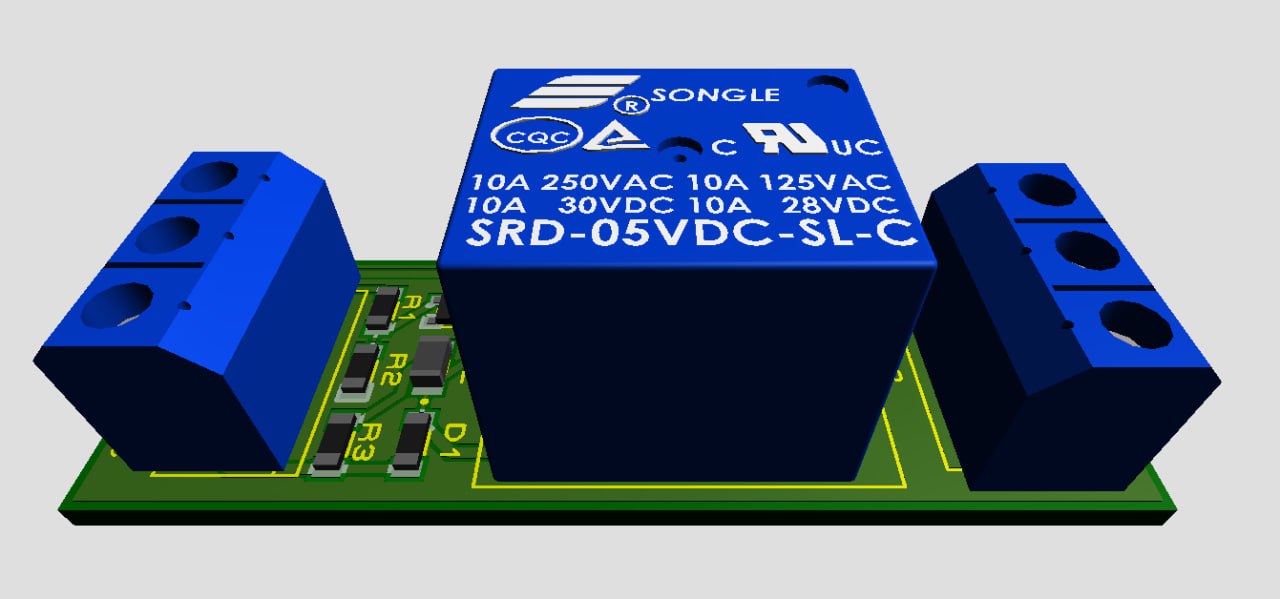 ® SONGLE
CQC C UC
10A 250VAC 10A 125VAC
10A 30VDC 10A 28VDC
SRD-05VDC-SL-C
R1
R2
R3
D1